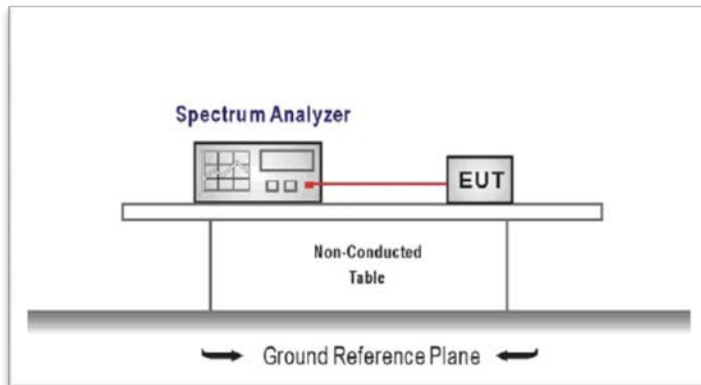 Spectrum Analyzer
EUT
Non-Conducted
Table
Ground Reference Plane